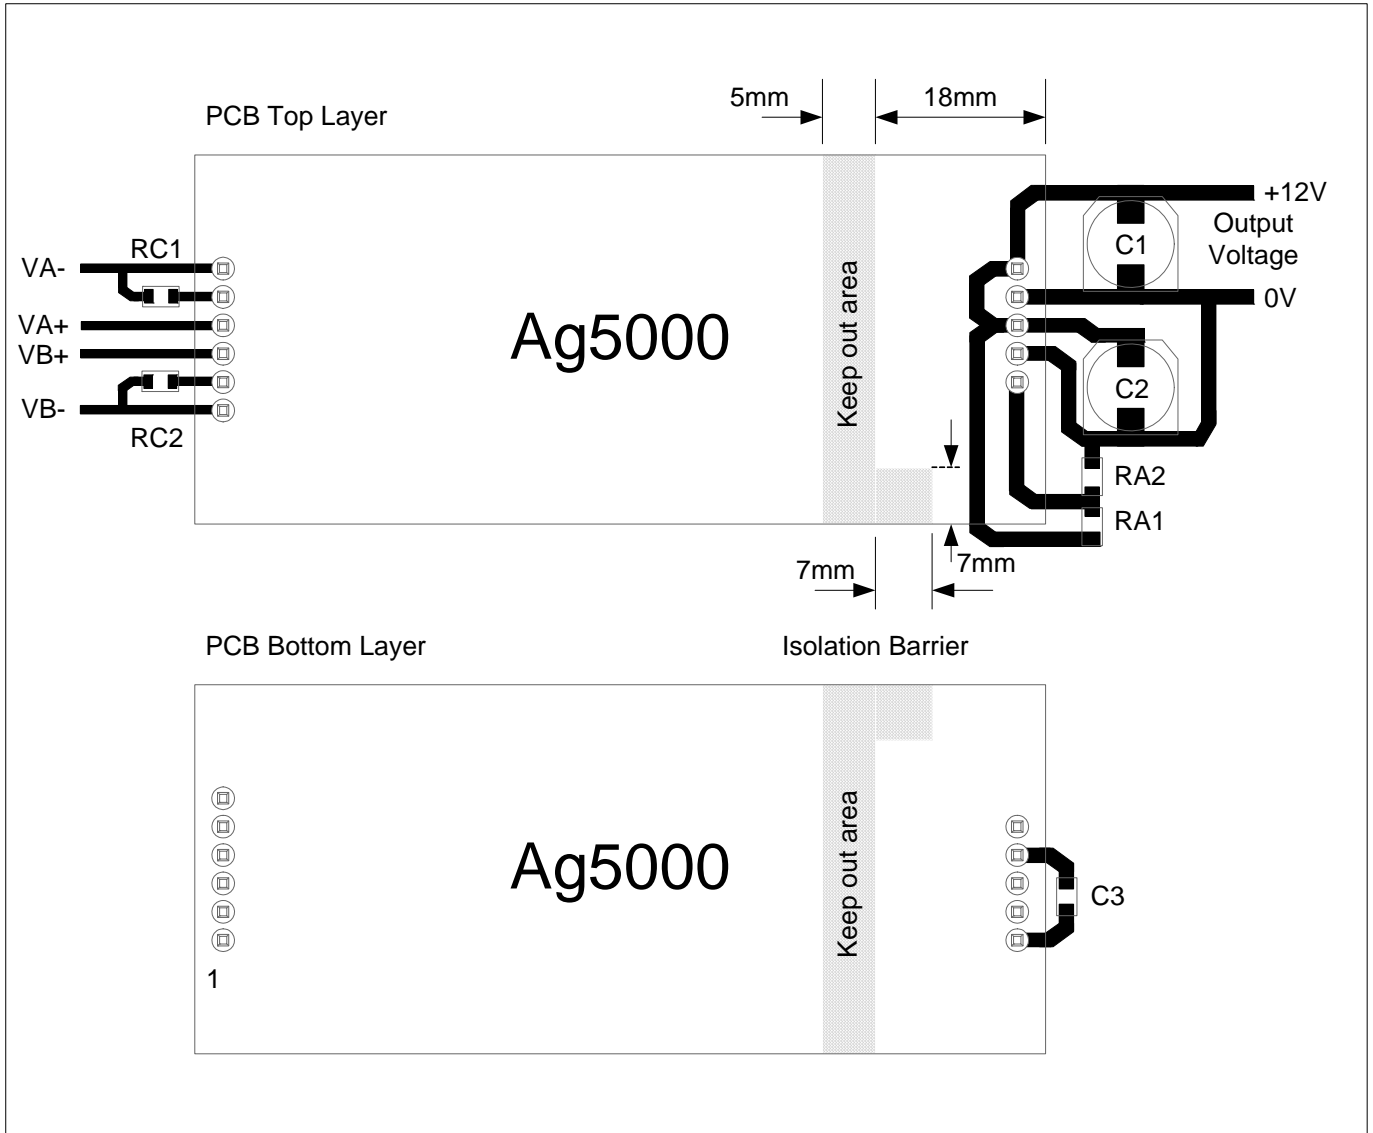 PCB Top Layer
5mm
18mm
+12V
Output
Voltage
0V
RC1
VA-
VA+
VB+
VB-
RC2
Ag5000
Keep out area
C1
C2
RA2
RA1
7mm
7mm
PCB Bottom Layer
Isolation Barrier
Ag5000
Keep out area
C3
1